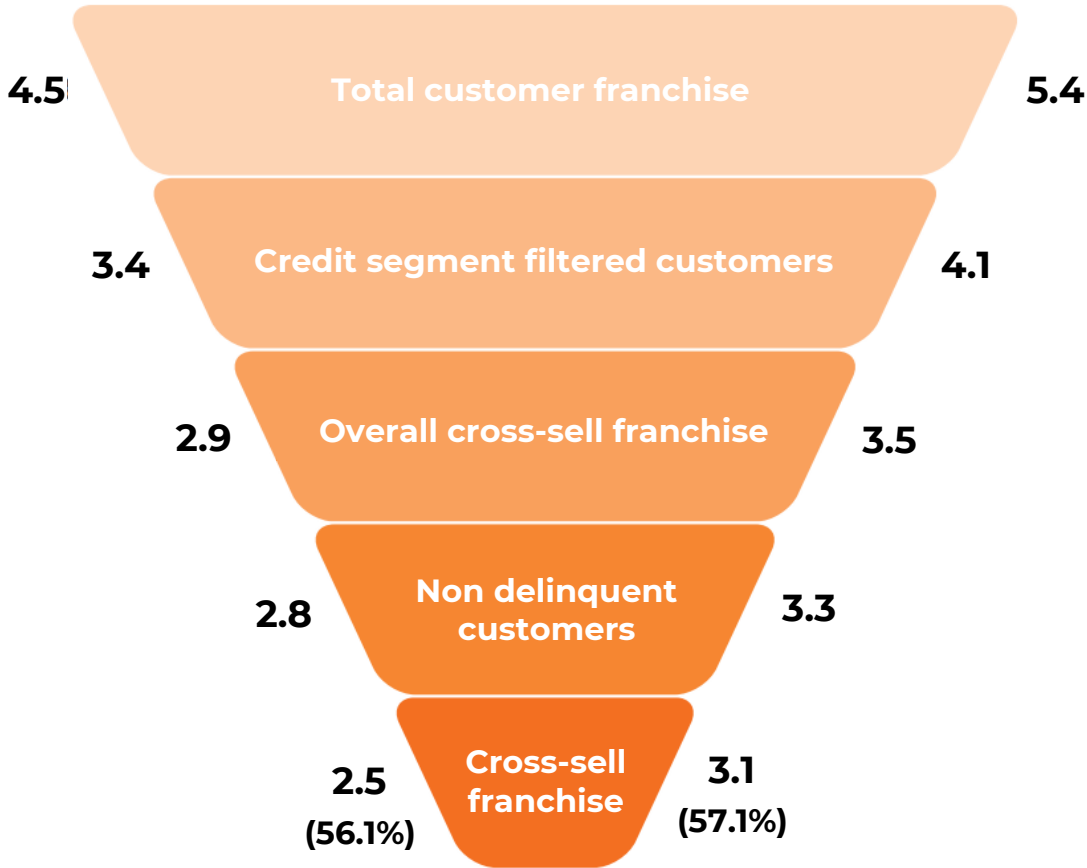 4.5
Total customer franchise
5.4
3.4
Credit segment filtered customers
4.1
2.9
Overall cross-sell franchise
3.5
2.8
Non delinquent
customers
3.3
2.5
(56.1%)
Cross-sell
franchise
3.1
(57.1%)